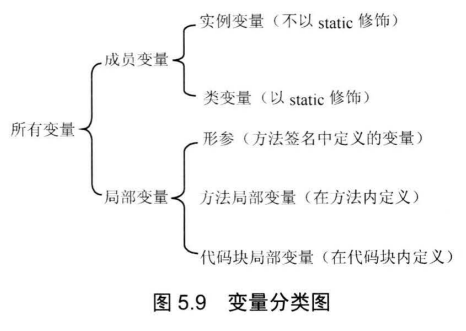 实例变量（不以 static 修饰）
成员变量
类变量（以 static 修饰）
所有变量
形参（方法签名中定义的变量）
局部变量
方法局部变量（在方法内定义）
代码块局部变量（在代码块内定义）
图 5.9 变量分类图